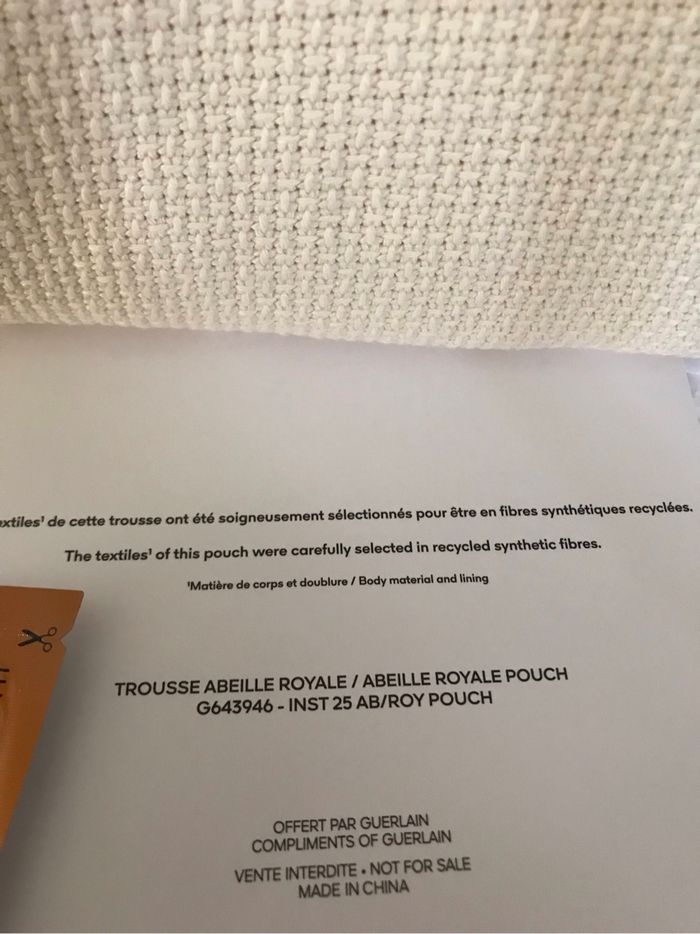 de cette trousse ont été soigneusement sélectionnés pour être en fibres synthétiques recyclées.
The textiles¹ of this pouch were carefully selected in recycled synthetic fibres.
¹Matière de corps et doublure / Body material and lining
TROUSSE ABEILLE ROYALE / ABEILLE ROYALE POUCH
G643946 - INST 25 AB/ROY POUCH
OFFERT PAR GUERLAIN
COMPLIMENTS OF GUERLAIN
VENTE INTERDITE • NOT FOR SALE
MADE IN CHINA